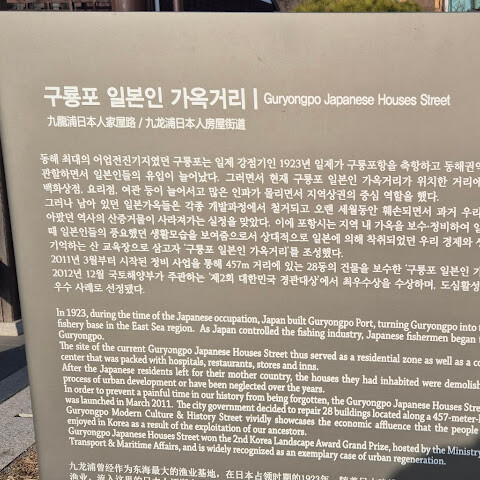 구룡포 일본인 가옥거리 | Guryongpo Japanese Houses Street
九龍浦日本人家屋路 / 九龙浦日本人房屋街道
동해 최대의 어업전진기지였던 구룡포는 일제 강점기인 1923년 일제가 구룡포항을 축항하고 동해권역
관할하면서 일본인들의 유입이 늘어났다. 그러면서 현재 구룡포 일본인 가옥거리가 위치한 거리에
백화상점, 요리점, 여관 등이 늘어서고 많은 인파가 몰리면서 지역상권의 중심 역할을 했다.
그러나 남아 있던 일본가옥들은 각종 개발과정에서 철거되고 오랜 세월동안 훼손되면서 과거 우리
아팠던 역사의 산증거물이 사라져가는 실정을 맞았다. 이에 포항시는 지역 내 가옥을 보수·정비하여 일
때 일본인들의 풍요했던 생활모습을 보여줌으로서 상대적으로 일본에 의해 착취되었던 우리 경제와 생
기억하는 산 교육장으로 삼고자 '구룡포 일본인 가옥거리'를 조성했다.
2011년 3월부터 시작된 정비 사업을 통해 457m 거리에 있는 28동의 건물을 보수한 '구룡포 일본인 가
2012년 12월 국토해양부가 주관하는 '제2회 대한민국 경관대상'에서 최우수상을 수상하며, 도심활성
우수 사례로 선정됐다.
In 1923, during the time of the Japanese occupation, Japan built Guryongpo Port, turning Guryongpo into t
fishery base in the East Sea region. As Japan controlled the fishing industry, Japanese fishermen began
Guryongpo.
The site of the current Guryongpo Japanese Houses Street thus served as a residential zone as well as a co
center that was packed with hospitals, restaurants, stores and inns.
After the Japanese residents left for their mother country, the houses they had inhabited were demolish
process of urban development or have been neglected over the years.
In order to prevent a painful time in our history from being forgotten, the Guryongpo Japanese Houses Stre
was launched in March 2011. The city government decided to repair 28 buildings located along a 457-meter-l
Guryongpo Modern Culture & History Street vividly showcases the economic affluence that the people
enjoyed in Korea as a result of the exploitation of our ancestors.
Guryongpo Japanese Houses Street won the 2nd Korea Landscape Award Grand Prize, hosted by the Ministry
Transport & Maritime Affairs, and is widely recognized as an exemplary case of urban regeneration.
九龙浦曾经作为东海最大的渔业基地，在日本占领时期的1923年，